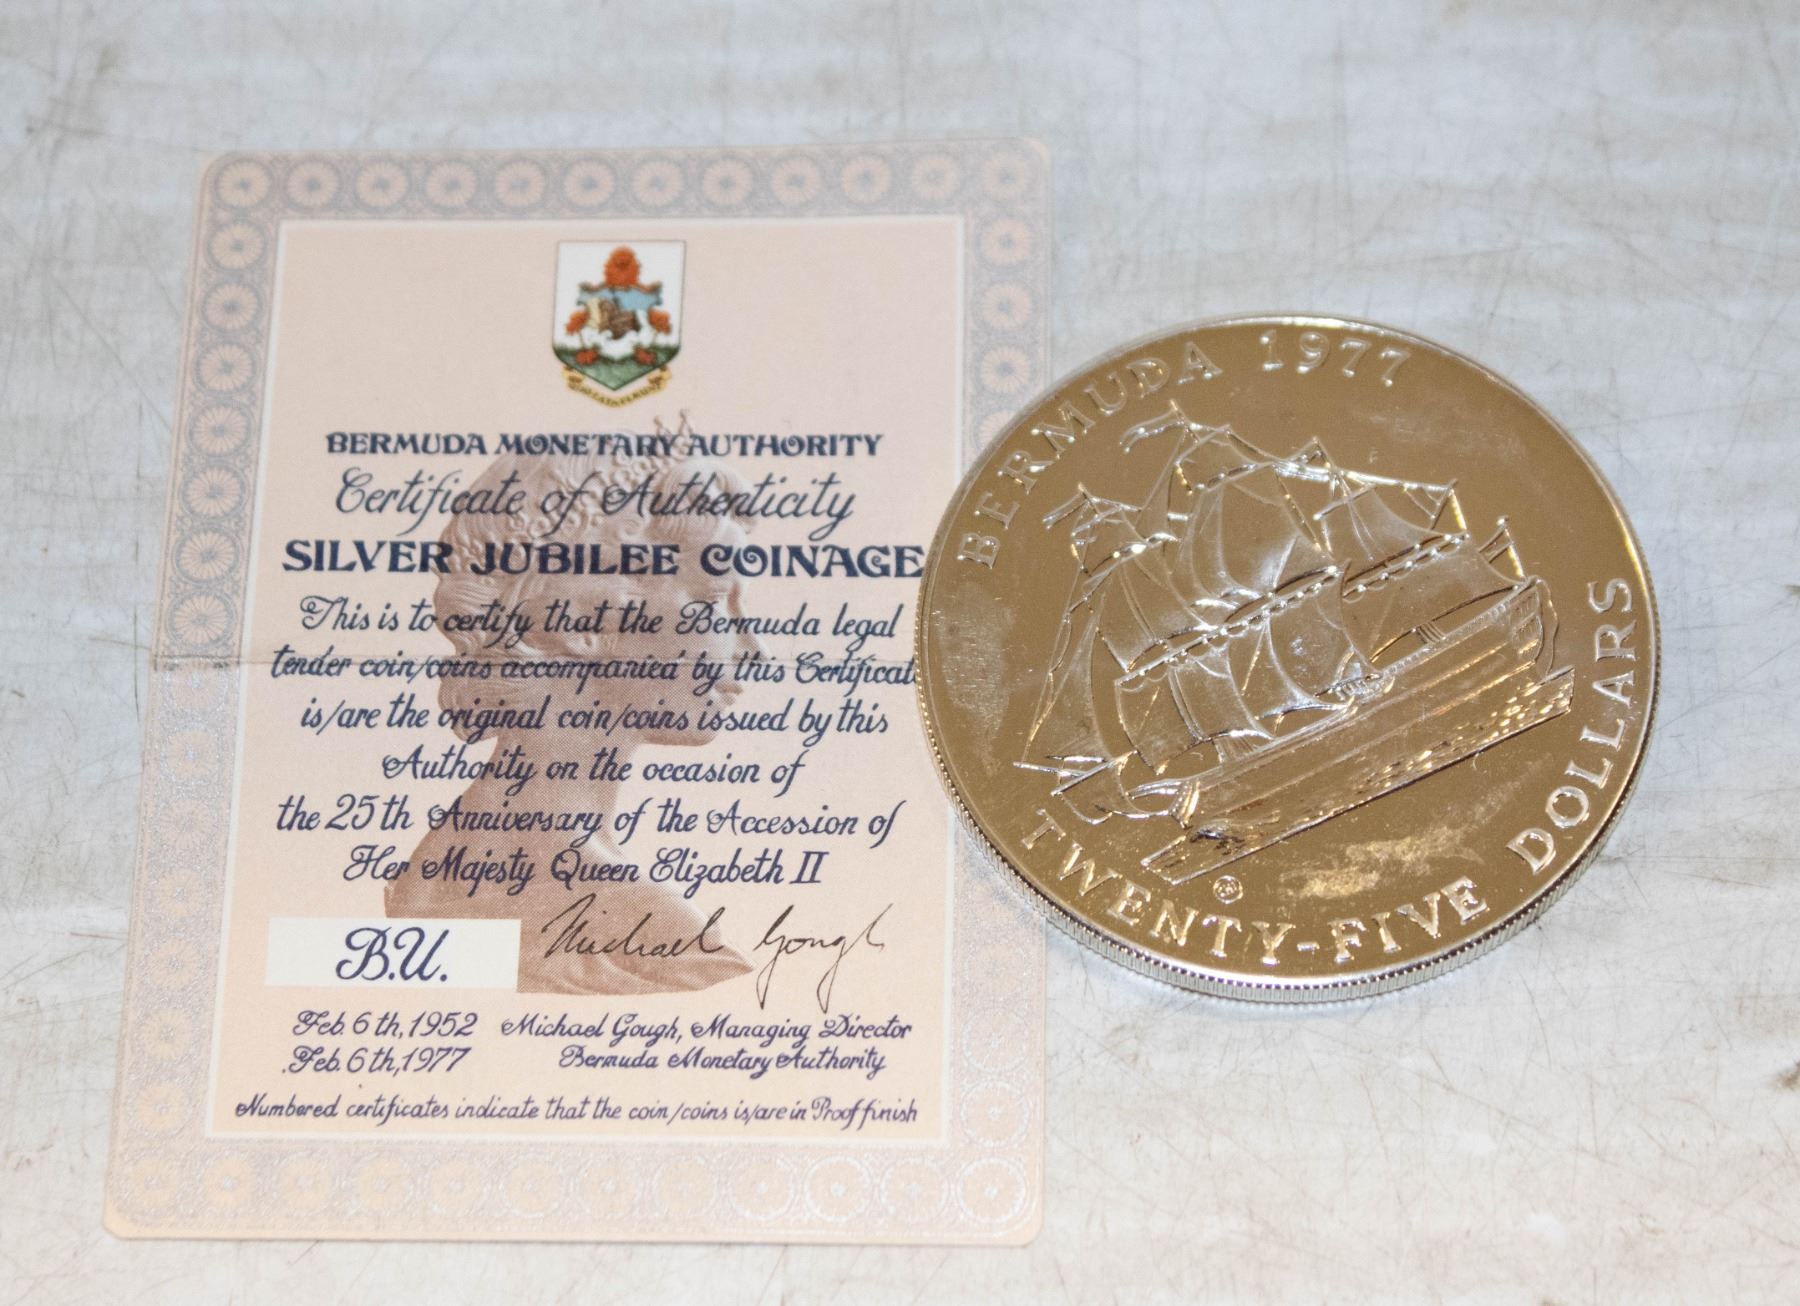 BERMUDA MONETARY AUTHORITY
Certificate of Authenticity
SILVER JUBILEE COINAGE
This is to certify that the Bermuda legal
tender coin/coins accompanied by this Certificate
is/are the original coin/coins issued by this
Authority on the occasion of
the 25th Anniversary of the Accession of
Her Majesty Queen Elizabeth II
B.U.
Michael Gough
Feb. 6th, 1952 Michael Gough, Managing Director
Feb. 6th, 1977 Bermuda Monetary Authority
Numbered certificates indicate that the coin/coins is/are in Proof finish
BERMUDA 1977
TWENTY-FIVE DOLLARS